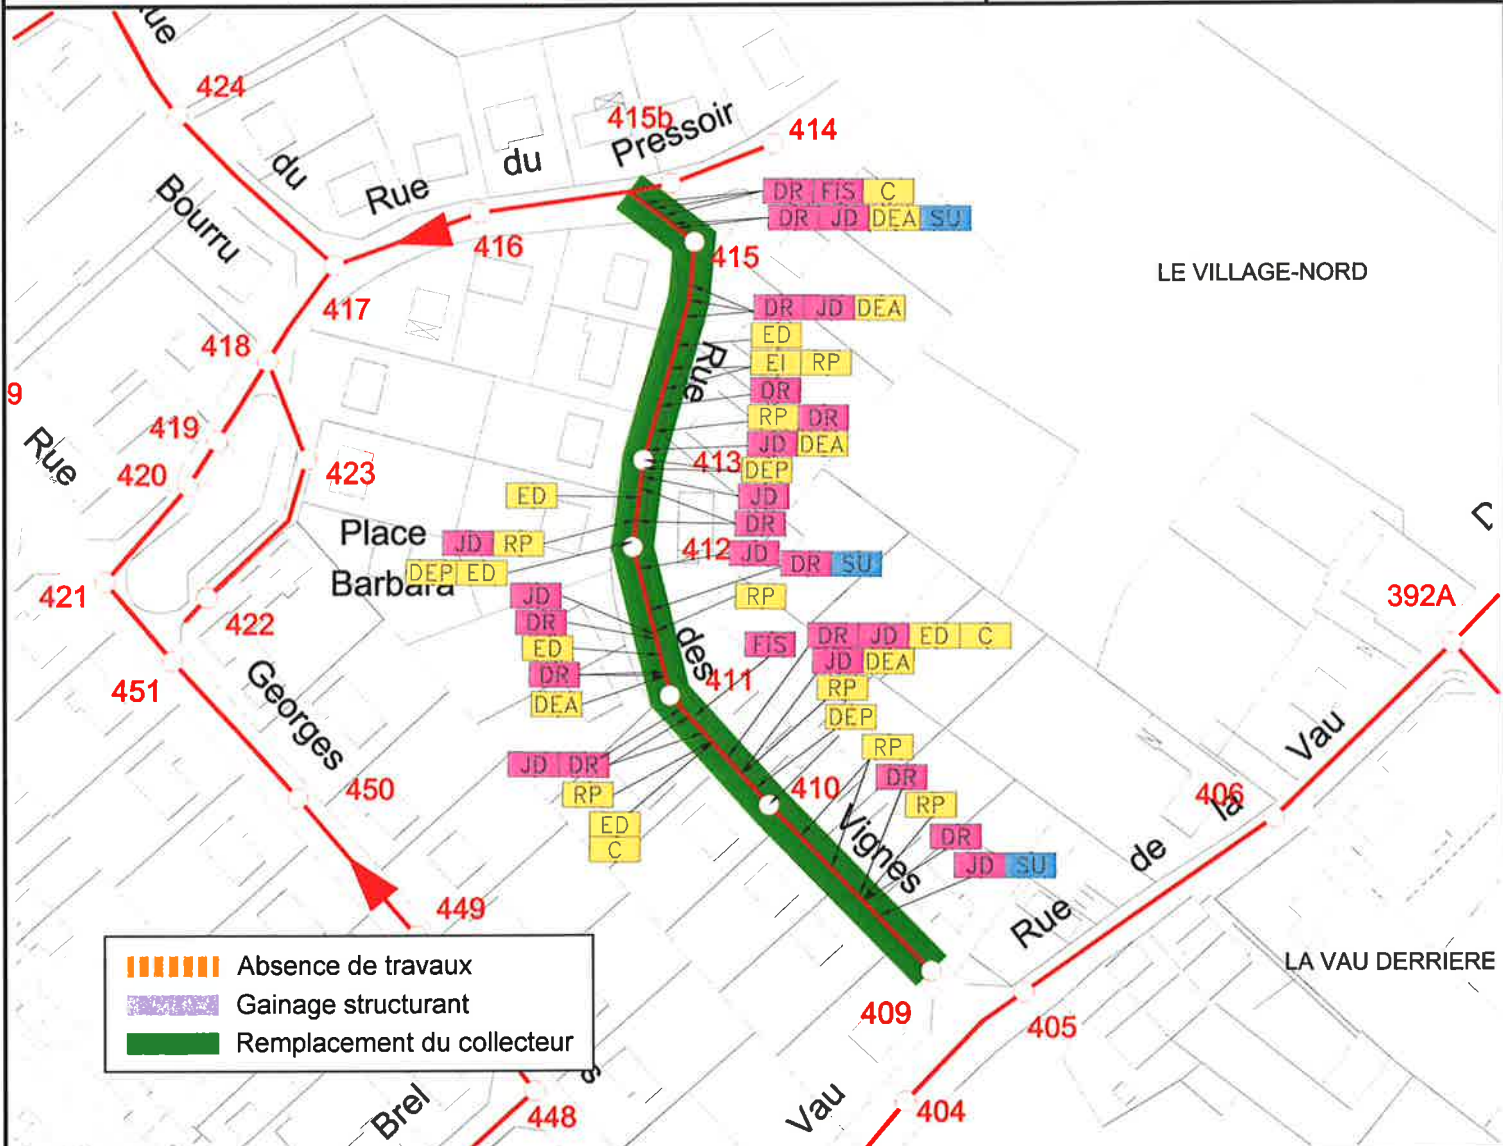 ue
424
415b
Pressoir
414
du
du
Rue
Bourru
DR FIS C
DR JD DEA SU
416
415
LE VILLAGE-NORD
417
DR JD DEA
ED
418
EI RP
Rue
DR
9
RP DR
419
JD DEA
Rue
413
DEP
420
423
ED
JD
DR
Place
JD RP
412
JD
DR SU
DEP ED
Barbara
421
JD
RP
392A
422
DR
des
FIS
DR JD ED C
ED
JD DEA
DR
411
RP
451
DEA
DEP
Georges
RP
Vau
JD DR
DR
450
RP
410
RP
406
la
ED
Vignes
DR
C
de
JD SU
449
Rue
Absence de travaux
LA VAU DERRIERE
Gainage structurant
409
405
Remplacement du collecteur
s
Brel
448
Vau
404